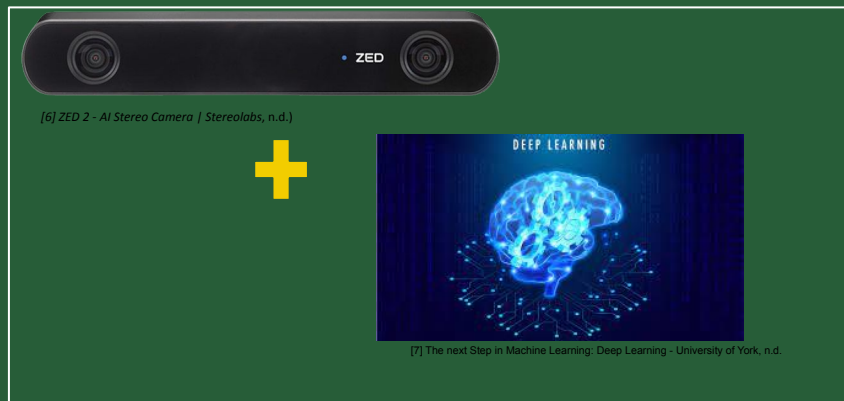 ZED
[6] ZED 2 - AI Stereo Camera | Stereolabs, n.d.)
DEEP LEARNING
[7] The next Step in Machine Learning: Deep Learning - University of York, n.d.